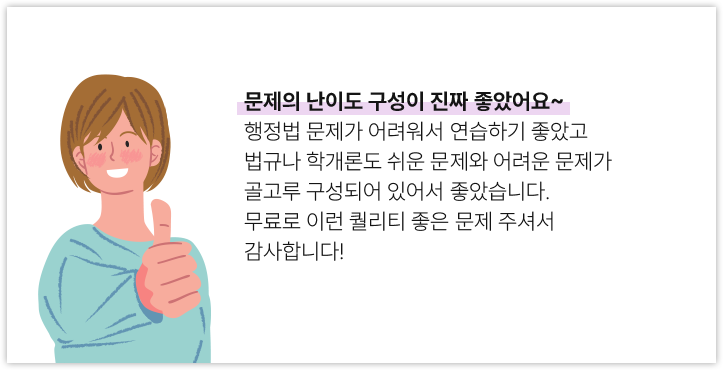 문제의 난이도 구성이 진짜 좋았어요~
행정법 문제가 어려워서 연습하기 좋았고
법규나 학개론도 쉬운 문제와 어려운 문제가
골고루 구성되어 있어서 좋았습니다.
무료로 이런 퀄리티 좋은 문제 주셔서
감사합니다!